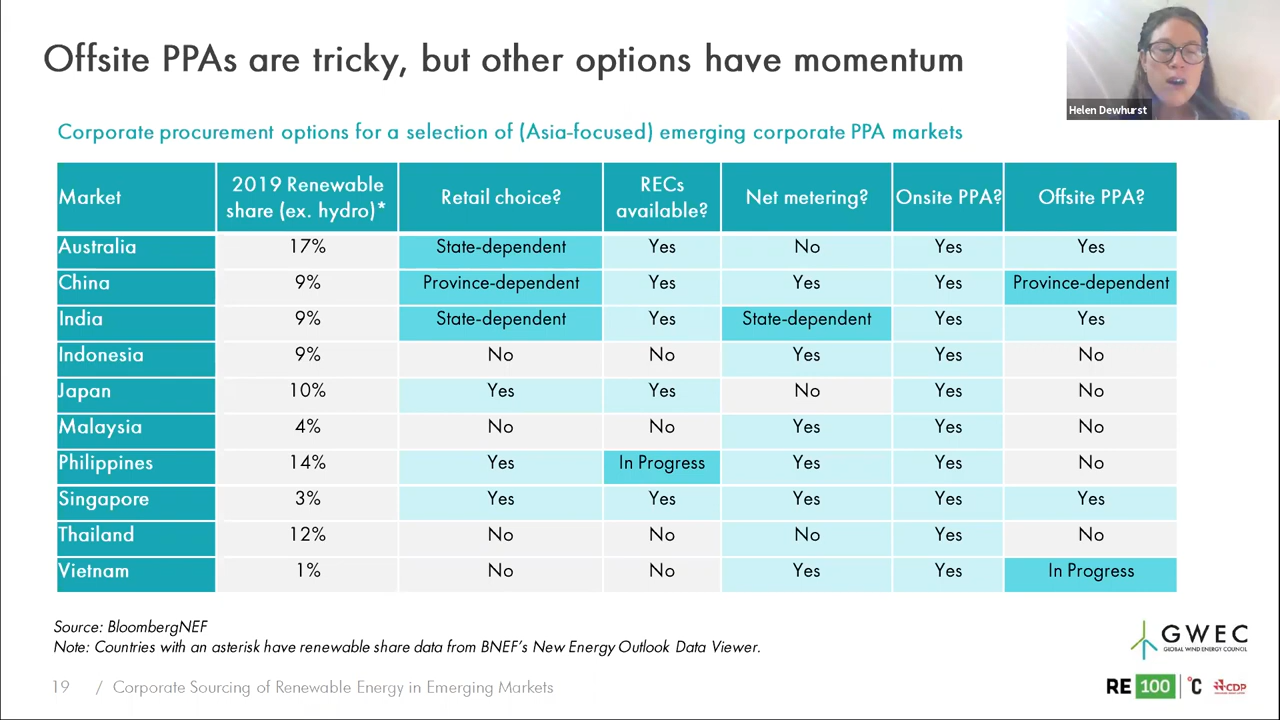 Offsite PPAs are tricky, but other options have momentum
Helen Dewhurst
Corporate procurement options for a selection of (Asia-focused) emerging corporate PPA markets
Market 2019 Renewable share (ex. hydro)* Retail choice? RECs available? Net metering? Onsite PPA? Offsite PPA?
Australia 17% State-dependent Yes No Yes Yes
China 9% Province-dependent Yes Yes Yes Province-dependent
India 9% State-dependent Yes State-dependent Yes Yes
Indonesia 9% No No Yes Yes No
Japan 10% Yes Yes No Yes No
Malaysia 4% No No Yes Yes No
Philippines 14% Yes In Progress Yes Yes No
Singapore 3% Yes Yes Yes Yes Yes
Thailand 12% No No No Yes No
Vietnam 1% No No Yes Yes In Progress
Source: BloombergNEF
Note: Countries with an asterisk have renewable share data from BNEF's New Energy Outlook Data Viewer.
GWEC
GLOBAL WIND ENERGY COUNCIL
19 / Corporate Sourcing of Renewable Energy in Emerging Markets
RE 100 °C CDP